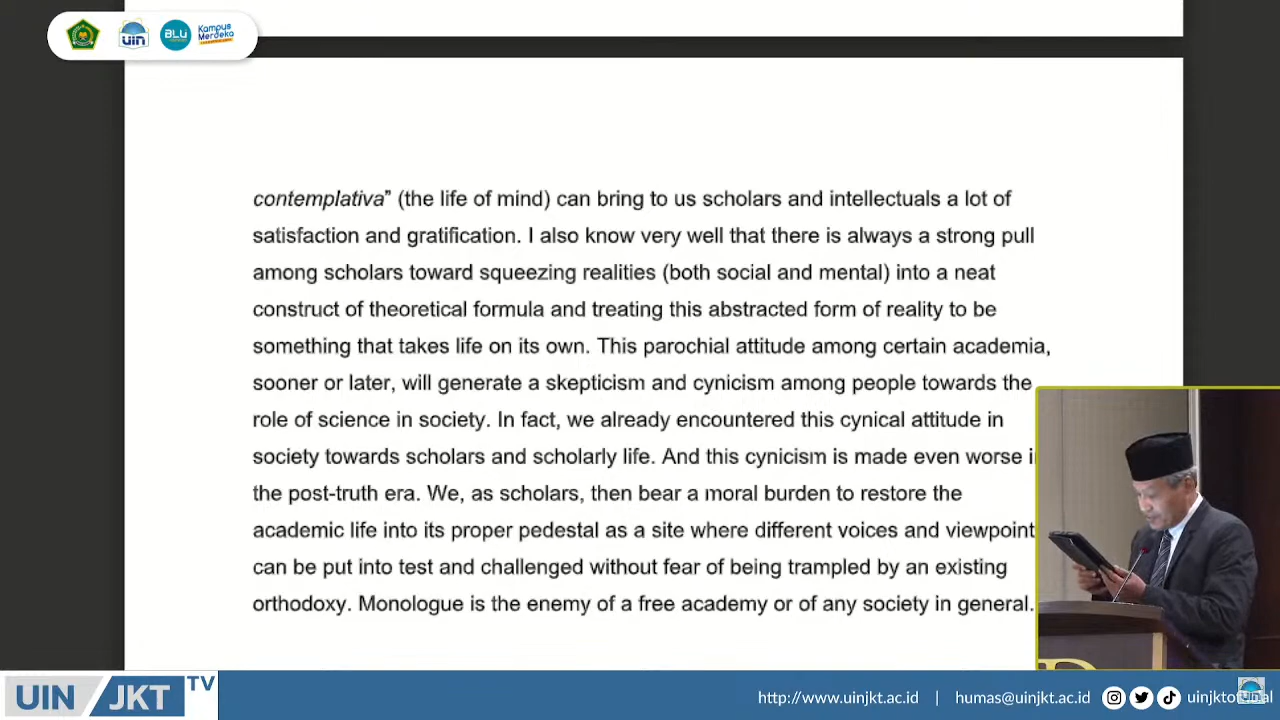 uin
BLU
Kampus
Merdeka
contemplativa” (the life of mind) can bring to us scholars and intellectuals a lot of
satisfaction and gratification. I also know very well that there is always a strong pull
among scholars toward squeezing realities (both social and mental) into a neat
construct of theoretical formula and treating this abstracted form of reality to be
something that takes life on its own. This parochial attitude among certain academia,
sooner or later, will generate a skepticism and cynicism among people towards the
role of science in society. In fact, we already encountered this cynical attitude in
society towards scholars and scholarly life. And this cynicism is made even worse i
the post-truth era. We, as scholars, then bear a moral burden to restore the
academic life into its proper pedestal as a site where different voices and viewpoint
can be put into test and challenged without fear of being trampled by an existing
orthodoxy. Monologue is the enemy of a free academy or of any society in general.
UIN JKT TV
http://www.uinjkt.ac.id | humas@uinjkt.ac.id